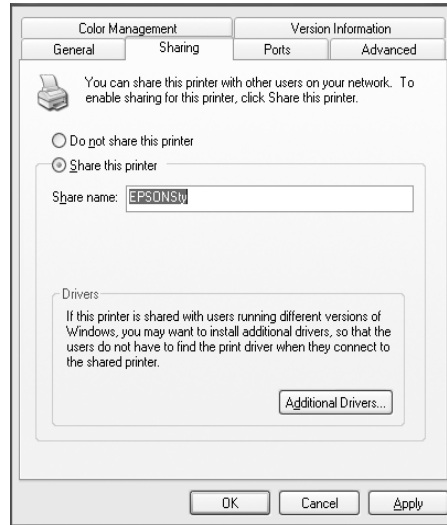 Color Management Version Information
General Sharing Ports Advanced
You can share this printer with other users on your network. To
enable sharing for this printer, click Share this printer.
Do not share this printer
Share this printer
Share name: EPSONSty
Drivers
If this printer is shared with users running different versions of
Windows, you may want to install additional drivers, so that the
users do not have to find the print driver when they connect to
the shared printer.
Additional Drivers...
OK Cancel Apply